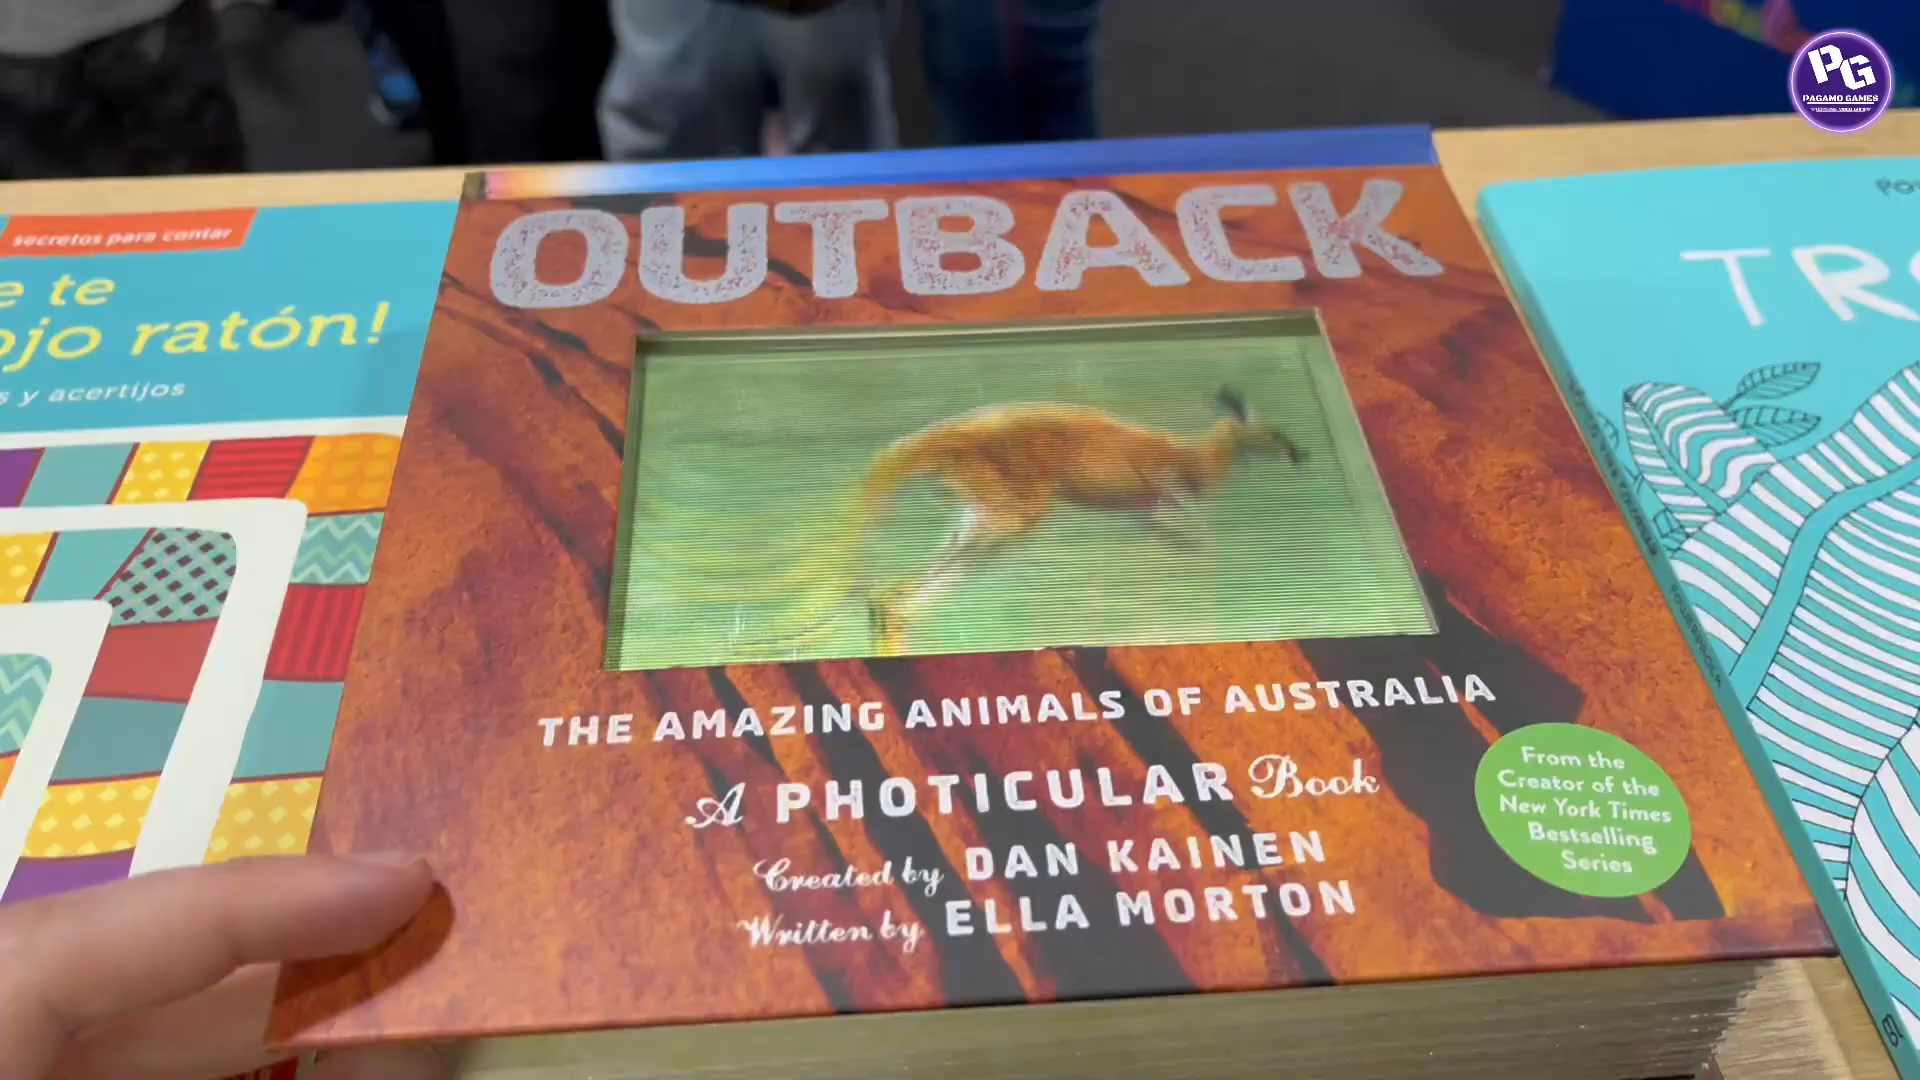 PG
PAGAMO GAMES
secretos para contar
e te
ojo ratón!
s y acertijos
OUTBACK
THE AMAZING ANIMALS OF AUSTRALIA
A PHOTICULAR Book
Created by DAN KAINEN
Written by ELLA MORTON
From the
Creator of the
New York Times
Bestselling
Series
TR